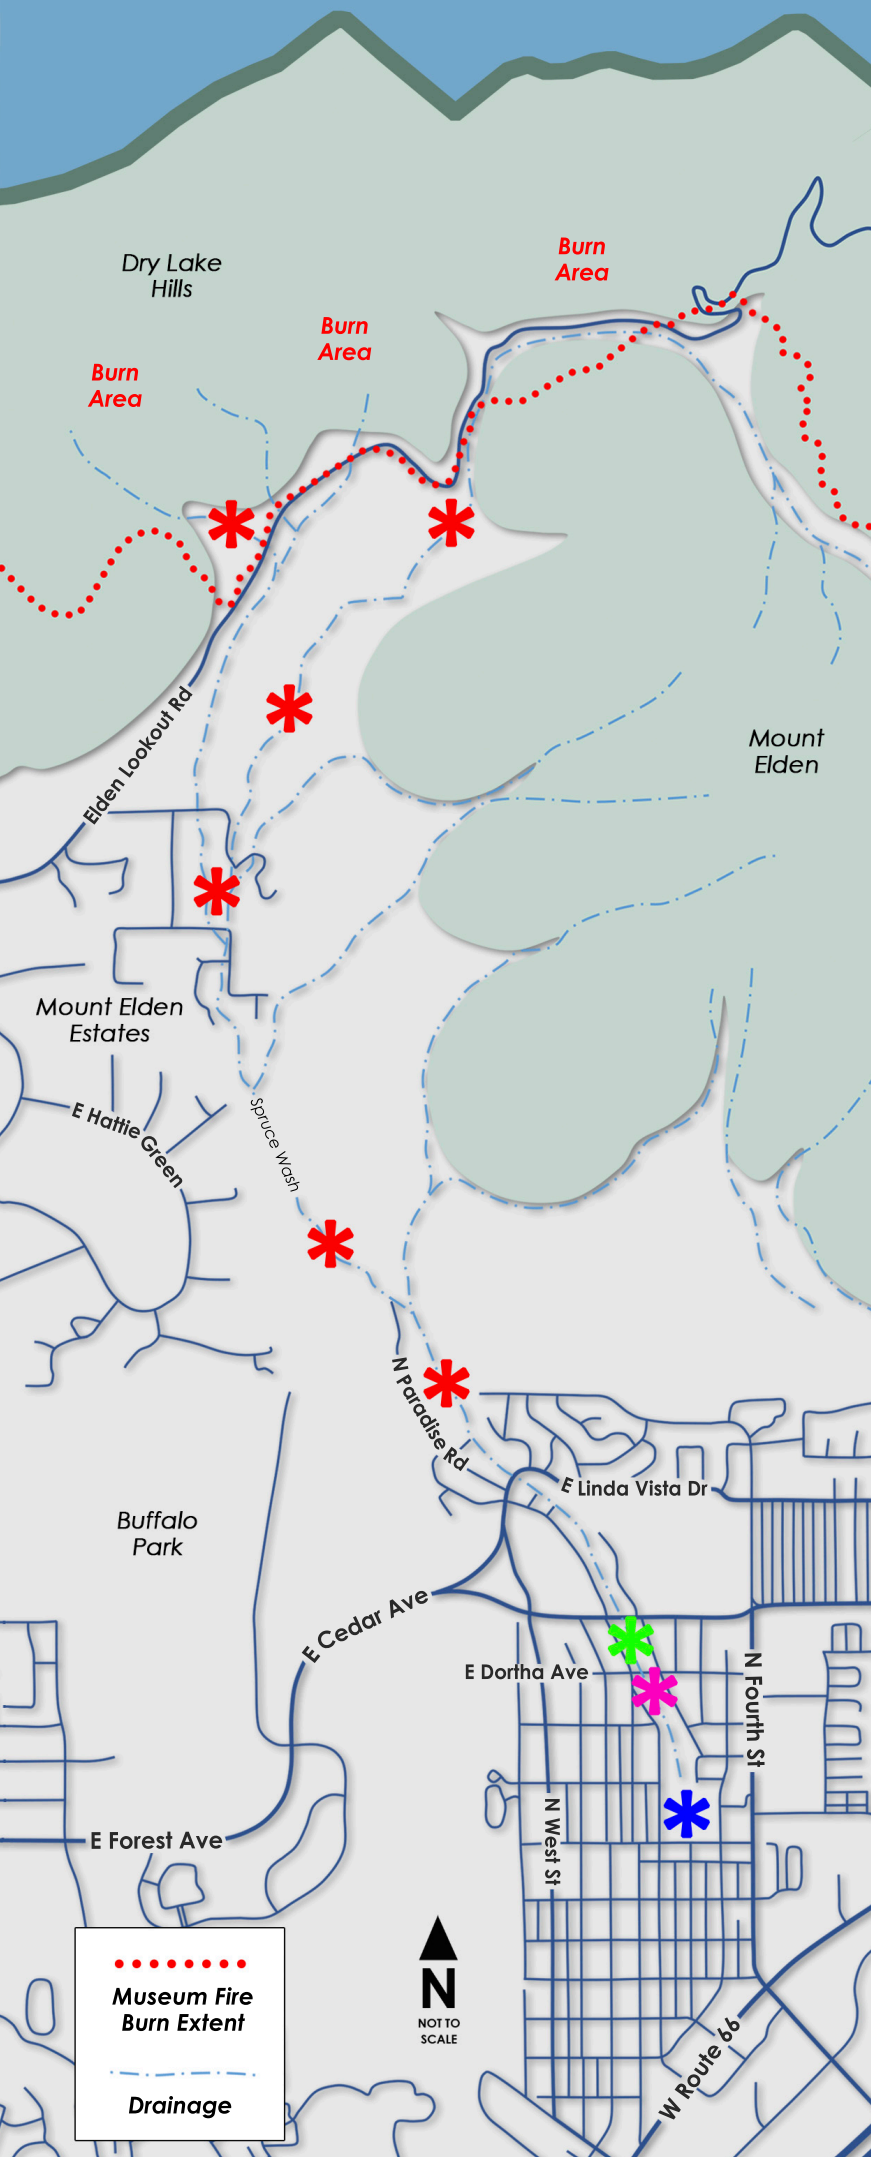 Burn
Area
Dry Lake
Hills
Burn
Area
Burn
Area
Elden Lookout Rd
Mount
Elden
Mount Elden
Estates
E Hattie Green
Spruce Wash
N Paradise Rd
E Linda Vista Dr
Buffalo
Park
E Cedar Ave
E Dortha Ave
N Fourth St
N West St
E Forest Ave
N
NOT TO
SCALE
Museum Fire
Burn Extent
Drainage
W Route 66